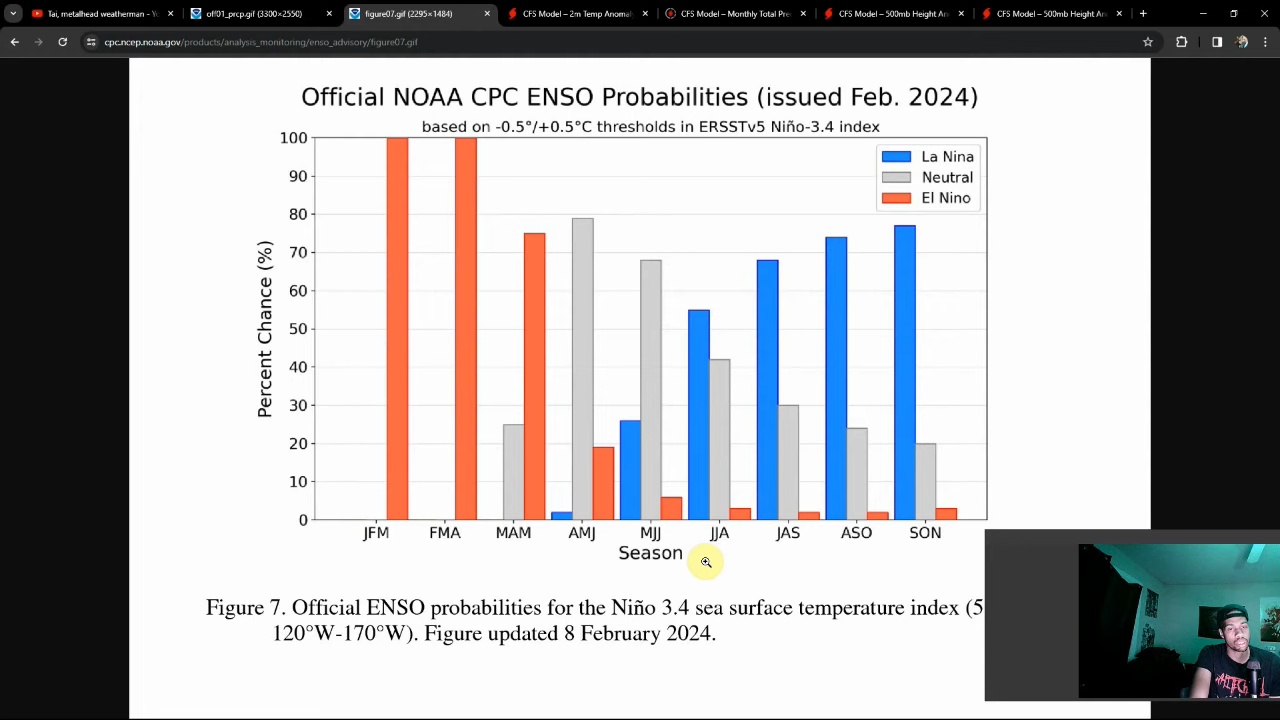 Tai, metalhead weatherman - Yo
off01_prcp.gif (3300×2550)
figure07.gif (2295×1484)
CFS Model – 2m Temp Anomal
CFS Model – Monthly Total Pre
CFS Model – 500mb Height An
CFS Model – 500mb Height An
cpc.ncep.noaa.gov/products/analysis_monitoring/enso_advisory/figure07.gif
Official NOAA CPC ENSO Probabilities (issued Feb. 2024)
based on -0.5°/+0.5°C thresholds in ERSSTv5 Niño-3.4 index
La Nina
Neutral
El Nino
Percent Chance (%)
100
90
80
70
60
50
40
30
20
10
0
JFM FMA MAM AMJ MJJ JJA JAS ASO SON
Season
Figure 7. Official ENSO probabilities for the Niño 3.4 sea surface temperature index (5
120°W-170°W). Figure updated 8 February 2024.